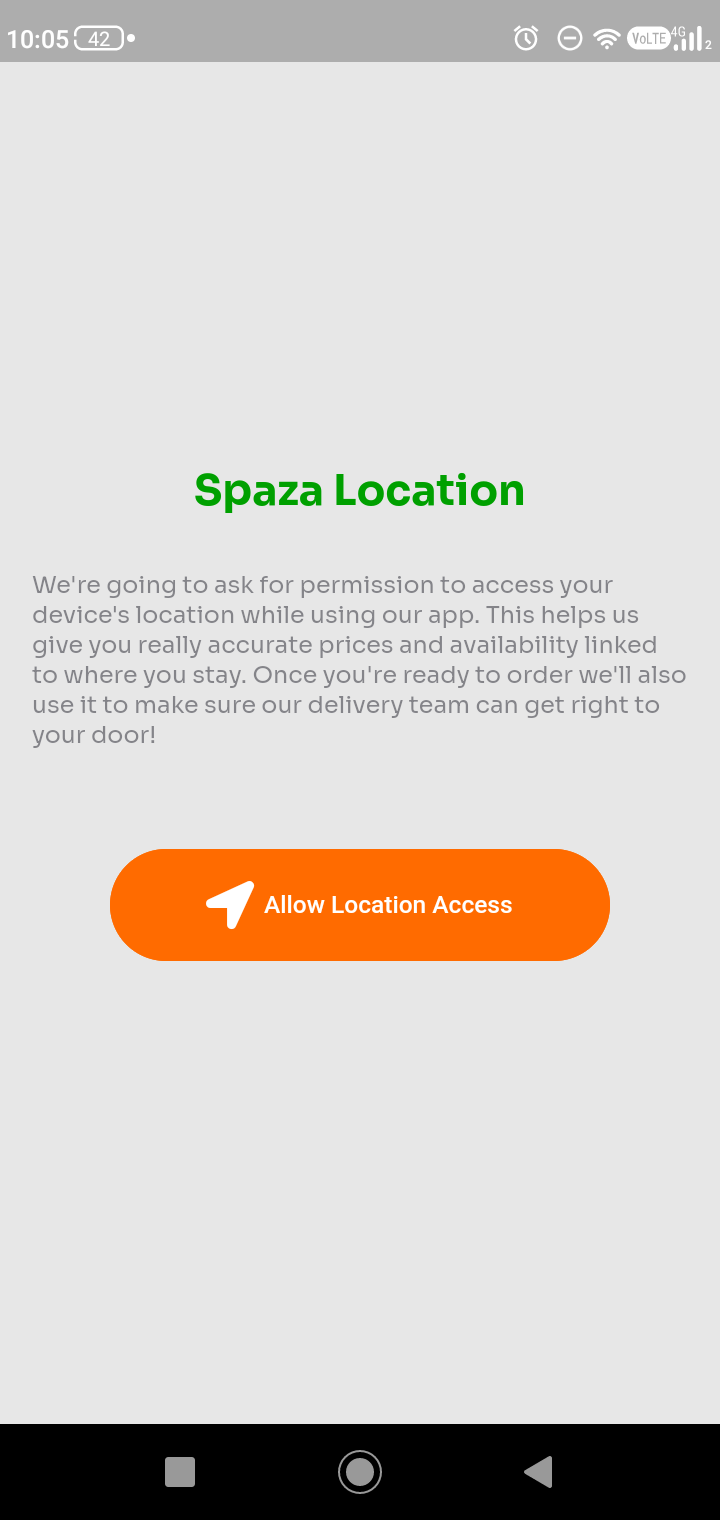 10:05 42 VoLTE 4G 2
Spaza Location
We're going to ask for permission to access your
device's location while using our app. This helps us
give you really accurate prices and availability linked
to where you stay. Once you're ready to order we'll also
use it to make sure our delivery team can get right to
your door!
Allow Location Access